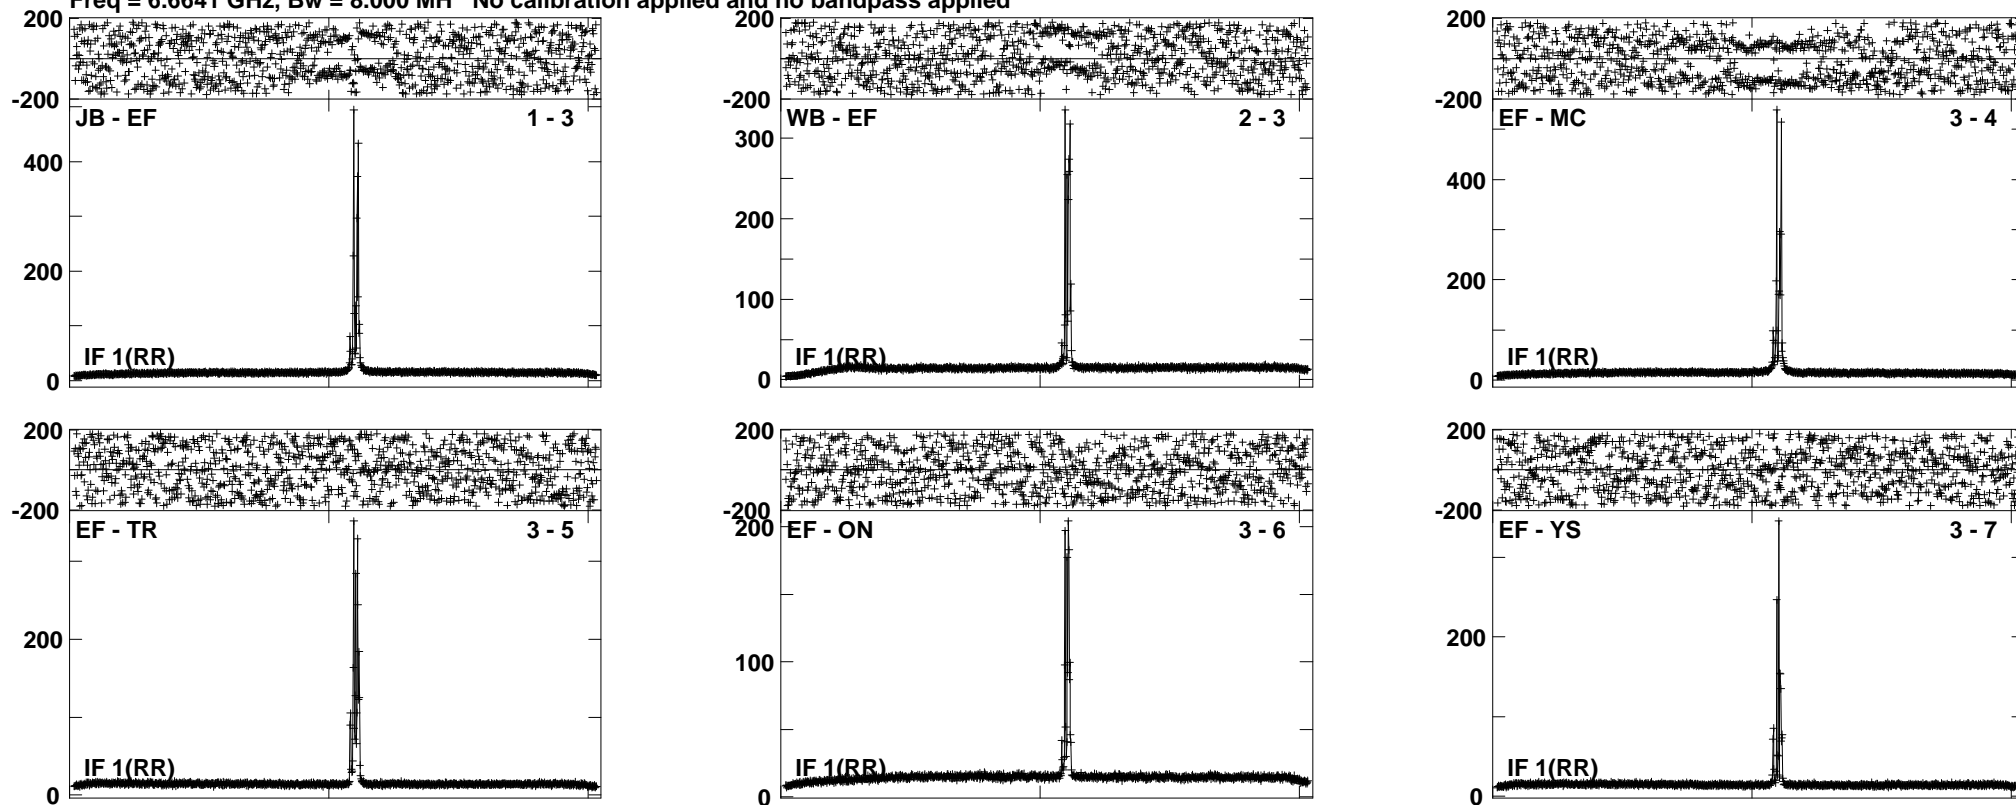 Freq = 6.6641 GHz, Bw = 8.000 MH No calibration applied and no bandpass applied
200 200 200
-200 -200 -200
JB - EF 1 - 3 WB - EF 2 - 3 EF - MC 3 - 4
400 300 400
200 200 200
100
IF 1(RR) IF 1(RR) IF 1(RR)
0 0 0
200 200 200
-200 -200 -200
EF - TR 3 - 5 200 EF - ON 3 - 6 EF - YS 3 - 7
200 100 200
IF 1(RR) IF 1(RR) IF 1(RR)
0 0 0